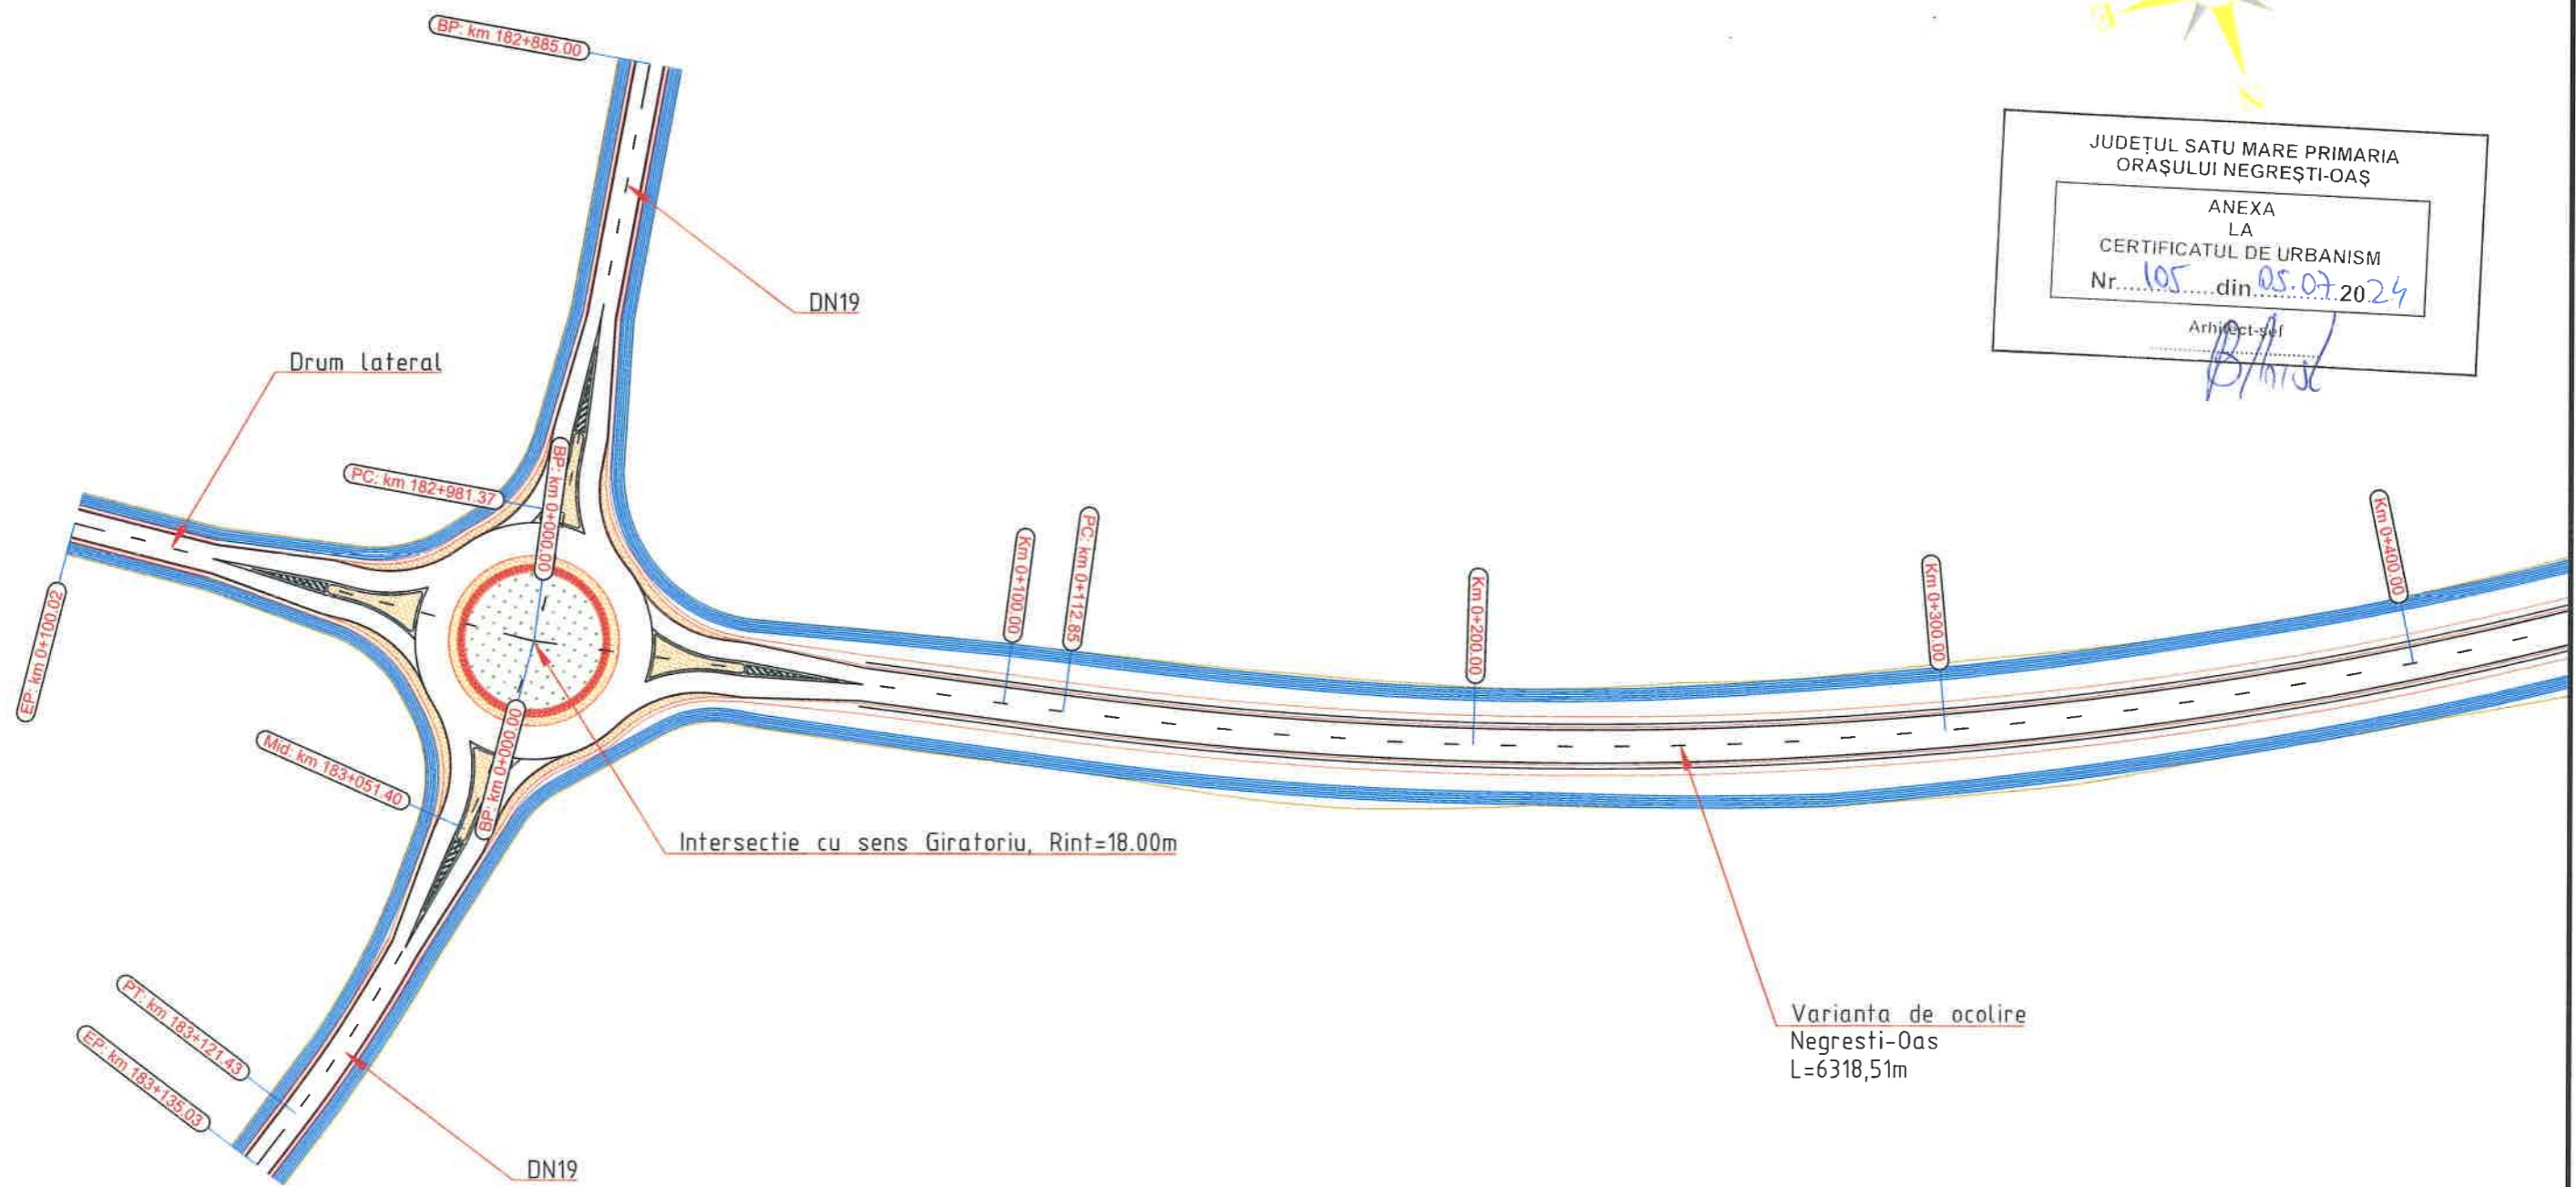 BP: km 182+885.00
JUDEȚUL SATU MARE PRIMARIA
ORAȘULUI NEGREȘTI-OAȘ
ANEXA
LA
CERTIFICATUL DE URBANISM
Nr. 105 din 05.07.2024
Arhitect-șef
DN19
Drum lateral
PC: km 182+981.37
BP: km 0+000.00
EP: km 0+100.02
Km 0+100.00
PC: km 0+112.85
Km 0+200.00
Km 0+300.00
Km 0+400.00
Mid: km 183+051.40
BP: km 0+000.00
Intersectie cu sens Giratoriu, Rint=18.00m
PT: km 183+121.43
EP: km 183+135.03
DN19
Varianta de ocolire
Negresti-Oas
L=6318,51m